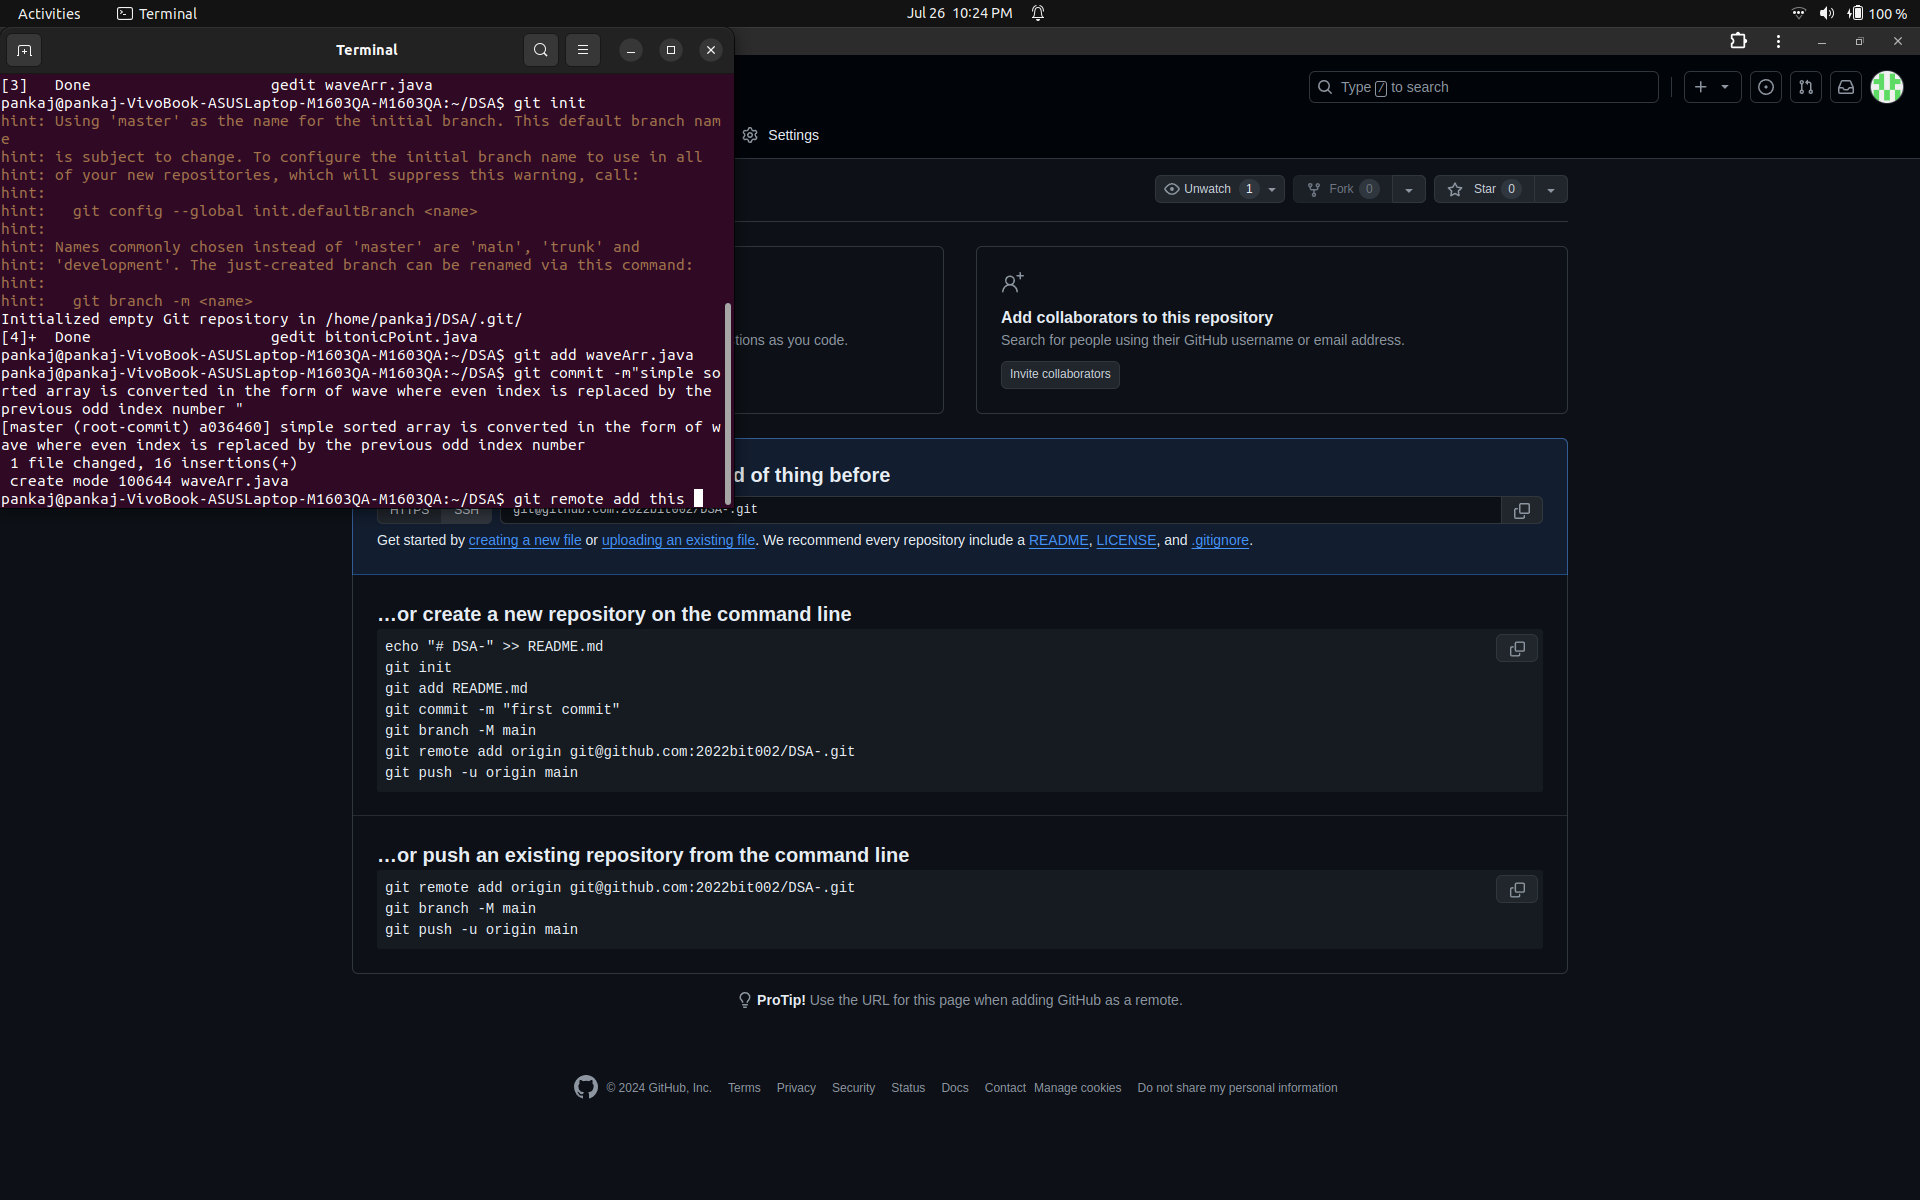 Activities
Terminal
Jul 26 10:24 PM
100 %
Terminal
[3]   Done                    gedit waveArr.java
pankaj@pankaj-VivoBook-ASUSLaptop-M1603QA-M1603QA:~/DSA$ git init
hint: Using 'master' as the name for the initial branch. This default branch nam
e
hint: is subject to change. To configure the initial branch name to use in all
hint: of your new repositories, which will suppress this warning, call:
hint:
hint:   git config --global init.defaultBranch <name>
hint:
hint: Names commonly chosen instead of 'master' are 'main', 'trunk' and
hint: 'development'. The just-created branch can be renamed via this command:
hint:
hint:   git branch -m <name>
Initialized empty Git repository in /home/pankaj/DSA/.git/
[4]+  Done                    gedit bitonicPoint.java
pankaj@pankaj-VivoBook-ASUSLaptop-M1603QA-M1603QA:~/DSA$ git add waveArr.java
pankaj@pankaj-VivoBook-ASUSLaptop-M1603QA-M1603QA:~/DSA$ git commit -m"simple so
rted array is converted in the form of wave where even index is replaced by the
previous odd index number "
[master (root-commit) a036460] simple sorted array is converted in the form of w
ave where even index is replaced by the previous odd index number
 1 file changed, 16 insertions(+)
 create mode 100644 waveArr.java
pankaj@pankaj-VivoBook-ASUSLaptop-M1603QA-M1603QA:~/DSA$ git remote add this
Type / to search
Settings
Unwatch 1
Fork 0
Star 0
tions as you code.
Add collaborators to this repository
Search for people using their GitHub username or email address.
Invite collaborators
d of thing before
HTTPS SSH git@github.com:2022bit002/DSA-.git
Get started by creating a new file or uploading an existing file. We recommend every repository include a README, LICENSE, and .gitignore.
…or create a new repository on the command line
echo "# DSA-" >> README.md
git init
git add README.md
git commit -m "first commit"
git branch -M main
git remote add origin git@github.com:2022bit002/DSA-.git
git push -u origin main
…or push an existing repository from the command line
git remote add origin git@github.com:2022bit002/DSA-.git
git branch -M main
git push -u origin main
ProTip! Use the URL for this page when adding GitHub as a remote.
© 2024 GitHub, Inc. Terms Privacy Security Status Docs Contact Manage cookies Do not share my personal information